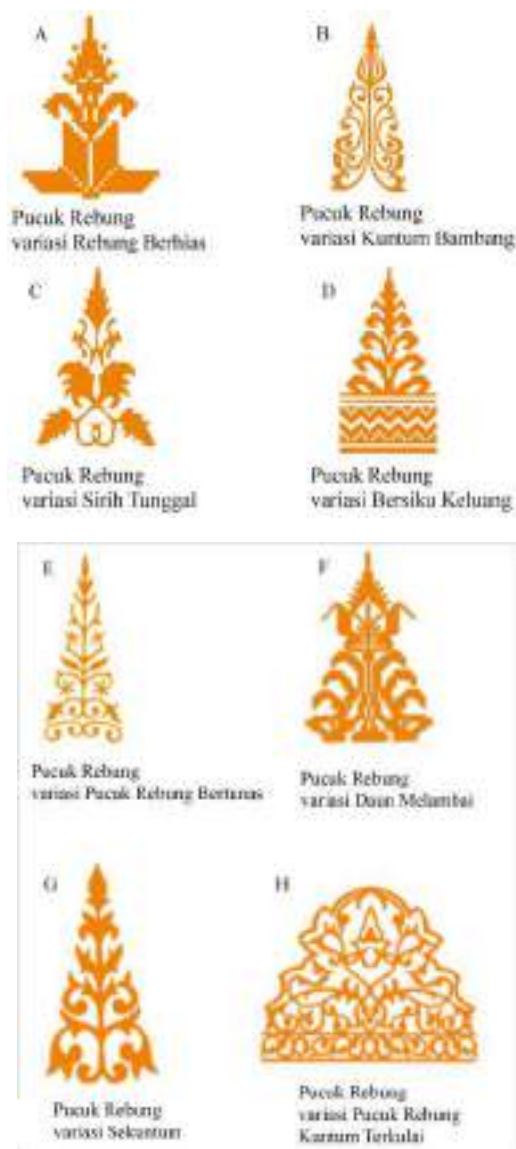 A
B
Pucuk Rebung
variasi Rebung Berhias
Pucuk Rebung
variasi Kuntum Bambang
C
D
Pucuk Rebung
variasi Sirih Tunggal
Pucuk Rebung
variasi Bersiku Keluang
E
F
Pucuk Rebung
variasi Pucuk Rebung Bertunas
Pucuk Rebung
variasi Daun Melambai
G
H
Pucuk Rebung
variasi Sekuntum
Pucuk Rebung
variasi Pucuk Rebung
Kuntum Terkulai